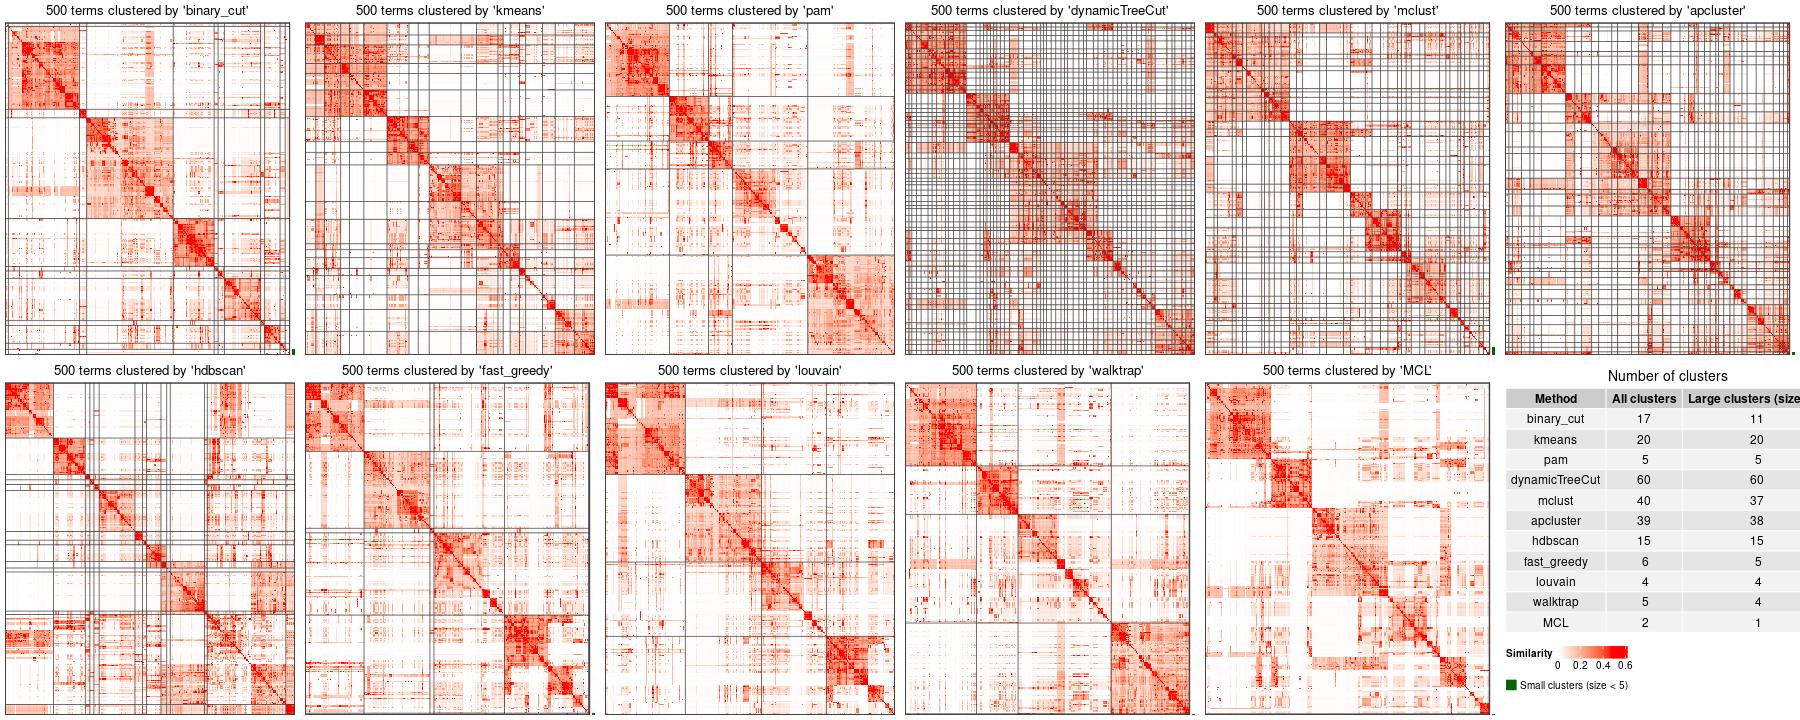 500 terms clustered by 'binary_cut'
500 terms clustered by 'kmeans'
500 terms clustered by 'pam'
500 terms clustered by 'dynamicTreeCut'
500 terms clustered by 'mclust'
500 terms clustered by 'apcluster'
500 terms clustered by 'hdbscan'
500 terms clustered by 'fast_greedy'
500 terms clustered by 'louvain'
500 terms clustered by 'walktrap'
500 terms clustered by 'MCL'
Number of clusters
Method All clusters Large clusters (size
binary_cut 17 11
kmeans 20 20
pam 5 5
dynamicTreeCut 60 60
mclust 40 37
apcluster 39 38
hdbscan 15 15
fast_greedy 6 5
louvain 4 4
walktrap 5 4
MCL 2 1
Similarity
0 0.2 0.4 0.6
Small clusters (size < 5)